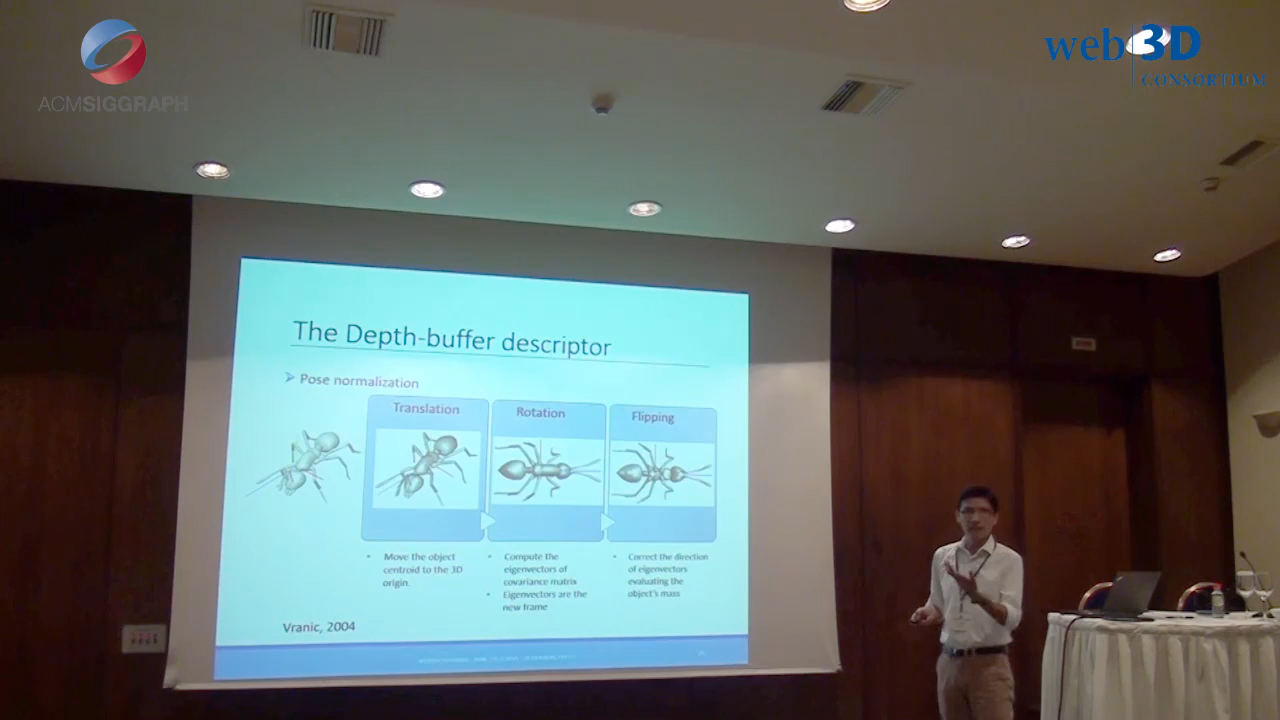 ACMSIGGRAPH
web3D
CONSORTIUM
The Depth-buffer descriptor
Pose normalization
Translation
Rotation
Flipping
• Move the object
centroid to the 3D
origin.
• Compute the
eigenvectors of
covariance matrix
• Eigenvectors are the
new frame
• Correct the direction
of eigenvectors
evaluating the
object's mass
Vranic, 2004